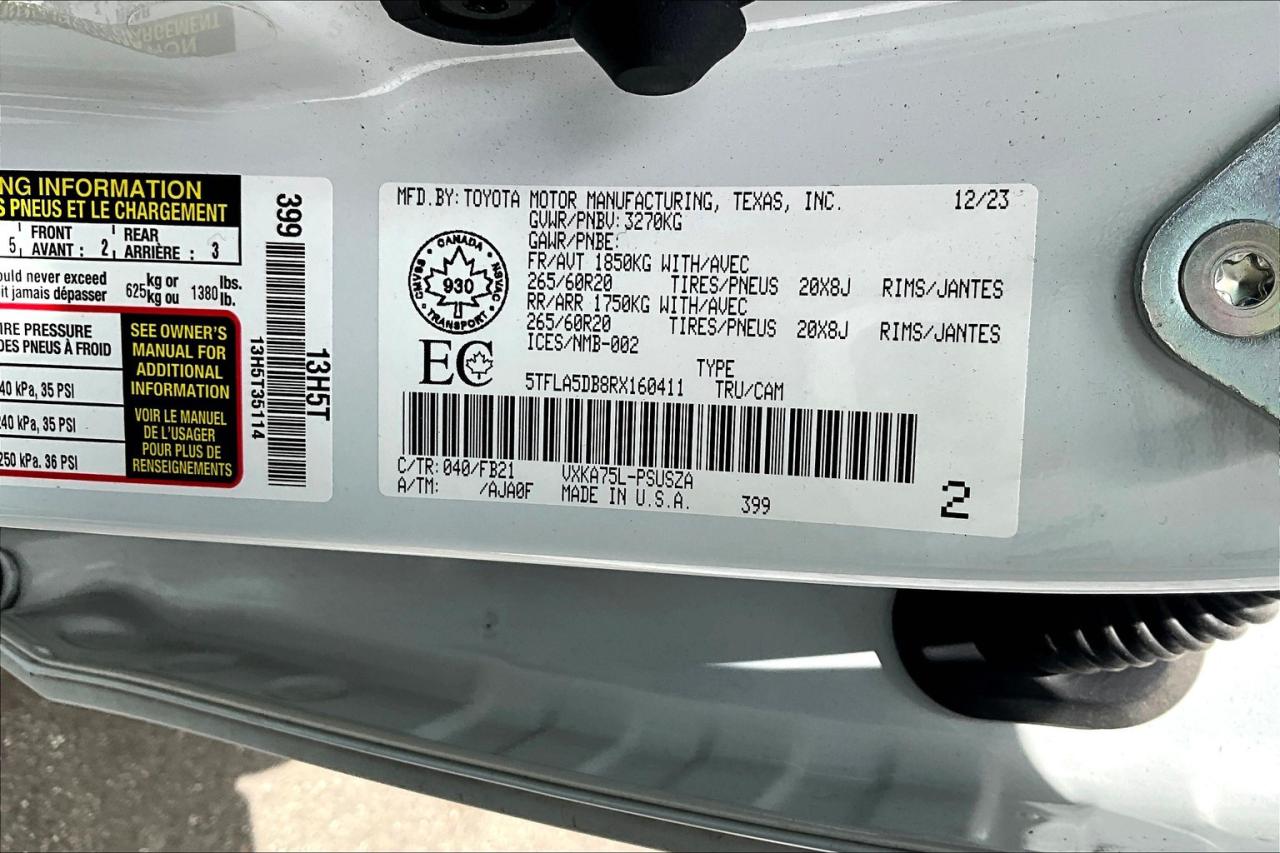 NG INFORMATION
S PNEUS ET LE CHARGEMENT
5 FRONT AVANT : 2 REAR ARRIÈRE : 3
ould never exceed
it jamais dépasser 625 kg or kg ou 1380 lbs. lb.
IRE PRESSURE
DES PNEUS À FROID
40 kPa, 35 PSI
240 kPa, 35 PSI
250 kPa. 36 PSI
SEE OWNER'S
MANUAL FOR
ADDITIONAL
INFORMATION
VOIR LE MANUEL
DE L'USAGER
POUR PLUS DE
RENSEIGNEMENTS
399
13H5T35114
13H5T
MFD.BY: TOYOTA MOTOR MANUFACTURING, TEXAS, INC. 12/23
GVWR/PNBV: 3270KG
GAWR/PNBE:
FR/AVT 1850KG WITH/AVEC
265/60R20 TIRES/PNEUS 20X8J RIMS/JANTES
RR/ARR 1750KG WITH/AVEC
265/60R20 TIRES/PNEUS 20X8J RIMS/JANTES
ICES/NMB-002
CANADA
CMVSS NSVAC
930
TRANSPORT
EC
TYPE
5TFLA5DB8RX160411 TRU/CAM
C/TR: 040/FB21 VXKA75L-PSUSZA
A/TM: /AJA0F MADE IN U.S.A. 399
2